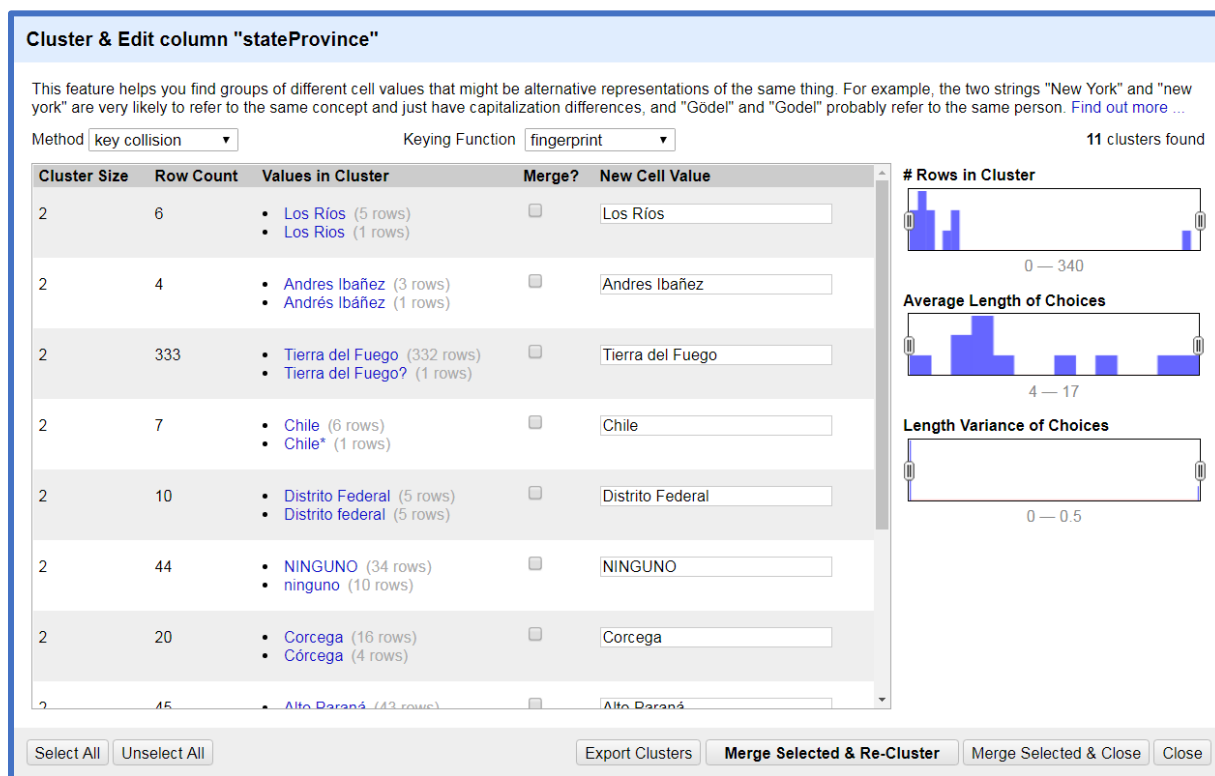 Cluster & Edit column "stateProvince"
This feature helps you find groups of different cell values that might be alternative representations of the same thing. For example, the two strings "New York" and "new
york" are very likely to refer to the same concept and just have capitalization differences, and "Gödel" and "Godel" probably refer to the same person. Find out more ...
Method key collision Keying Function fingerprint 11 clusters found
Cluster Size Row Count Values in Cluster Merge? New Cell Value
2 6 • Los Ríos (5 rows) Los Ríos
• Los Rios (1 rows)
2 4 • Andres Ibañez (3 rows) Andres Ibañez
• Andrés Ibáñez (1 rows)
2 333 • Tierra del Fuego (332 rows) Tierra del Fuego
• Tierra del Fuego? (1 rows)
2 7 • Chile (6 rows) Chile
• Chile* (1 rows)
2 10 • Distrito Federal (5 rows) Distrito Federal
• Distrito federal (5 rows)
2 44 • NINGUNO (34 rows) NINGUNO
• ninguno (10 rows)
2 20 • Corcega (16 rows) Corcega
• Córcega (4 rows)
2 45 • Alto Paraná (43 rows) Alto Paraná
# Rows in Cluster
0 — 340
Average Length of Choices
4 — 17
Length Variance of Choices
0 — 0.5
Select All Unselect All Export Clusters Merge Selected & Re-Cluster Merge Selected & Close Close